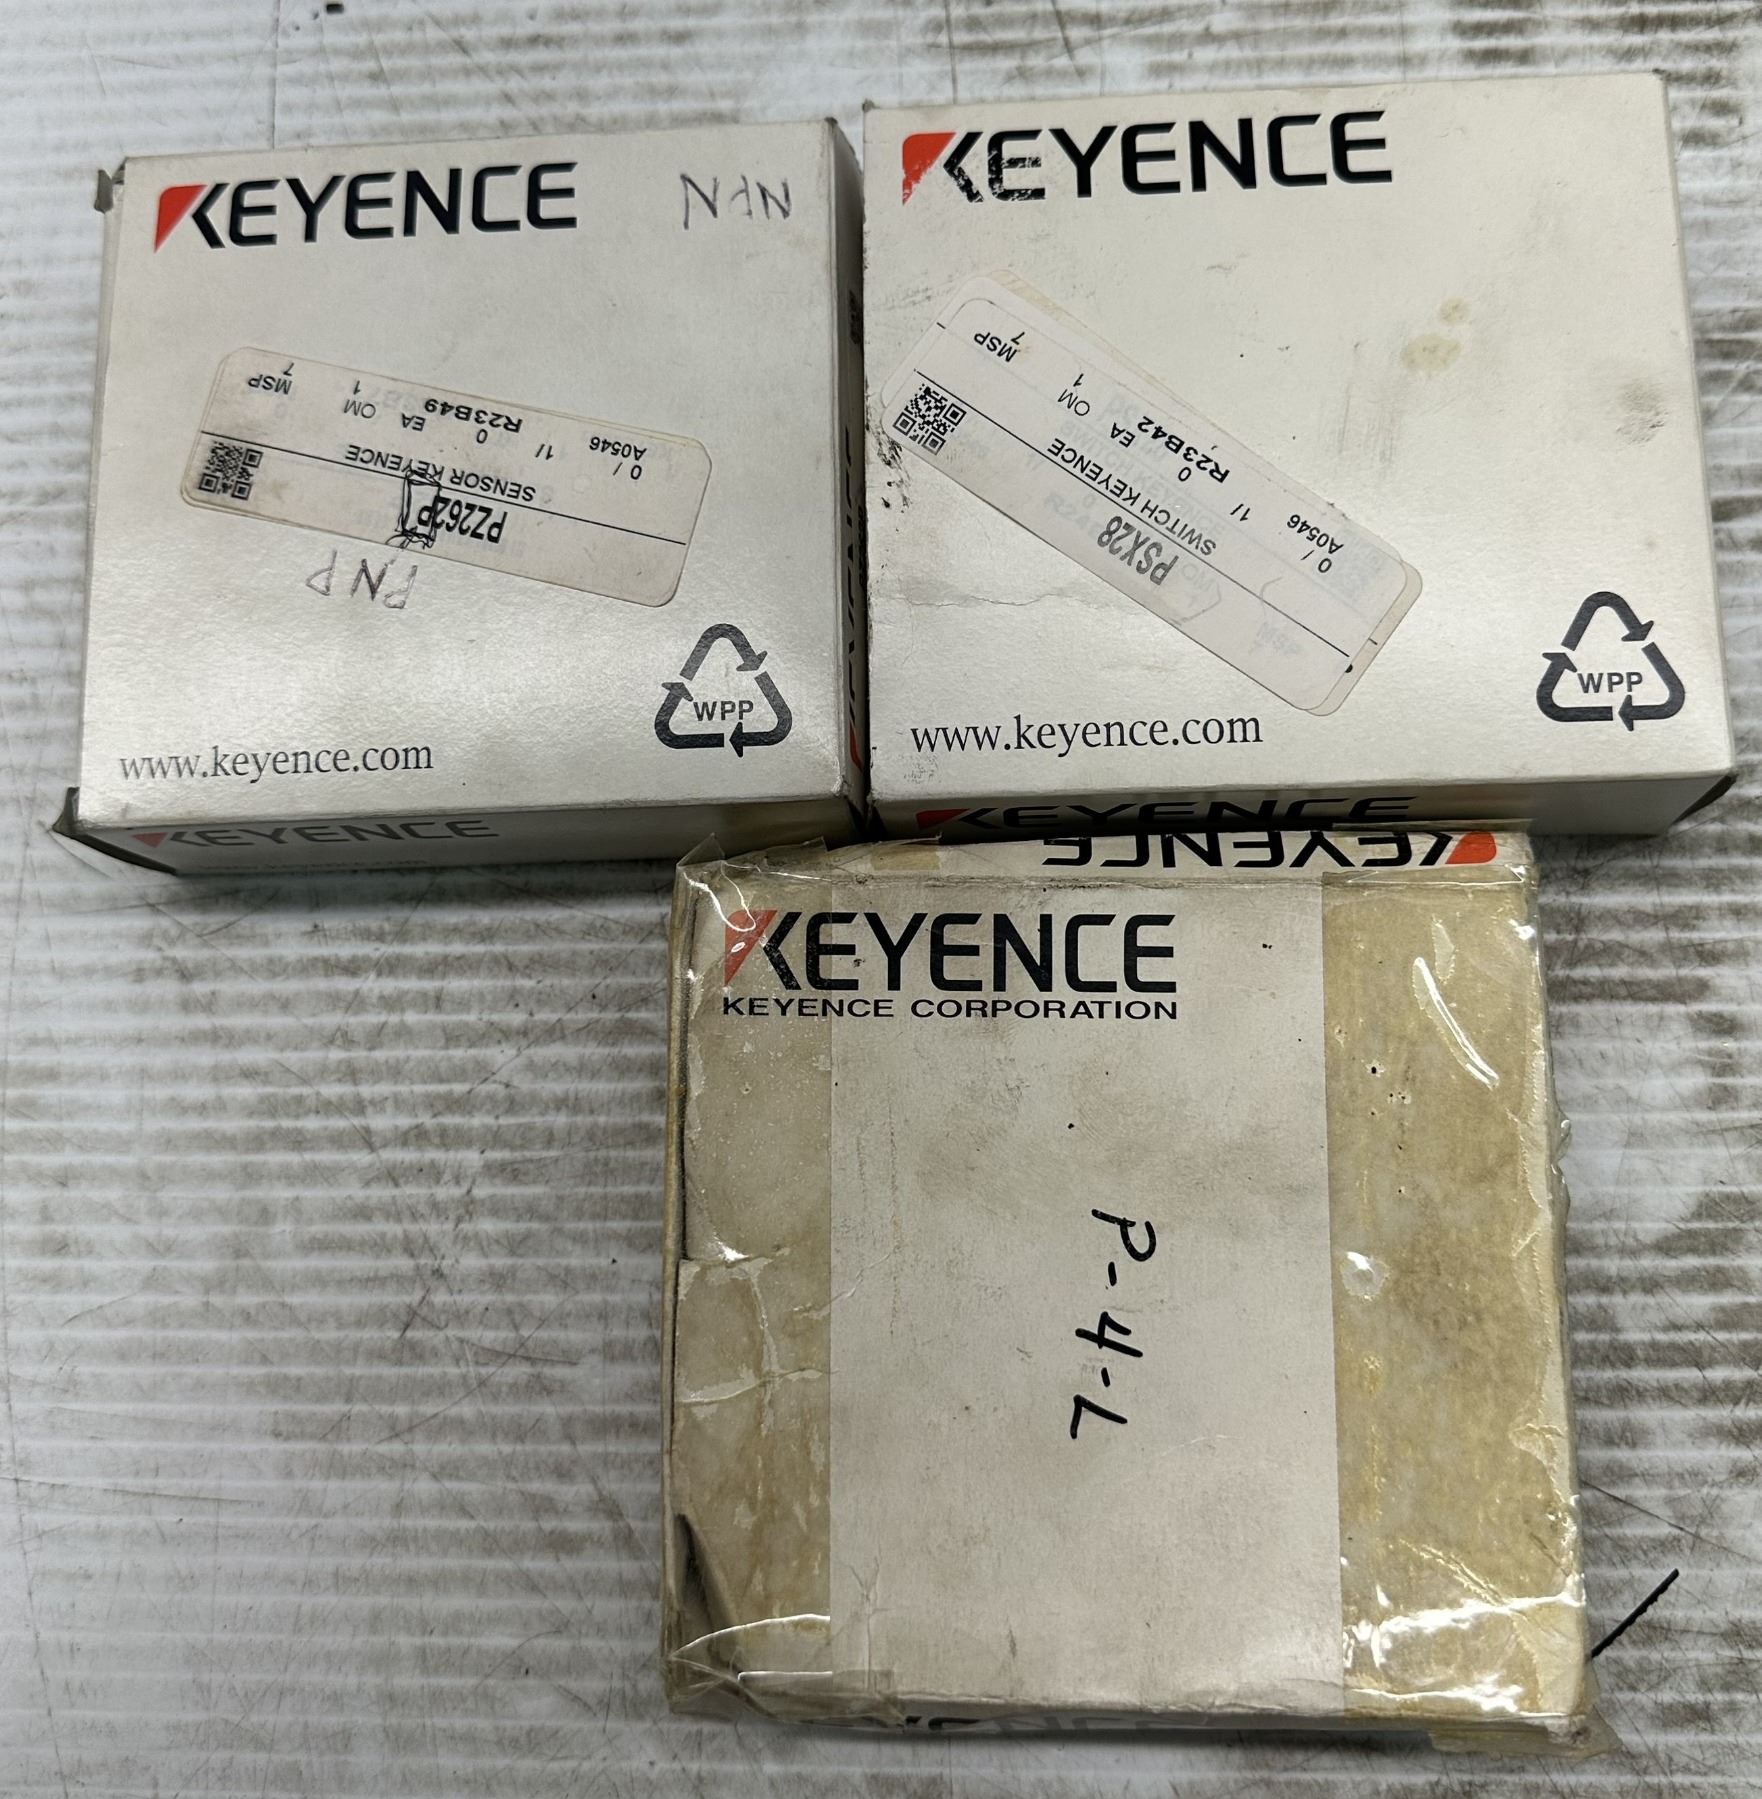 KEYENCE
NPN
MSP
7
OM
1
EA
0
R23B49
1/
0/
A0546
SENSOR KEYENCE
PZ262P
PNP
WPP
www.keyence.com
KEYENCE
KEYENCE
MSP
7
OM
1
EA
0
R23B42
1/
0/
A0546
SWITCH KEYENCE
PSX28
WPP
www.keyence.com
KEYENCE
KEYENCE
KEYENCE
KEYENCE CORPORATION
P-4-L